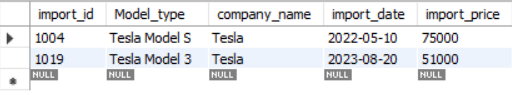 import_id Model_type company_name import_date import_price
1004 Tesla Model S Tesla 2022-05-10 75000
1019 Tesla Model 3 Tesla 2023-08-20 51000
NULL NULL NULL NULL NULL